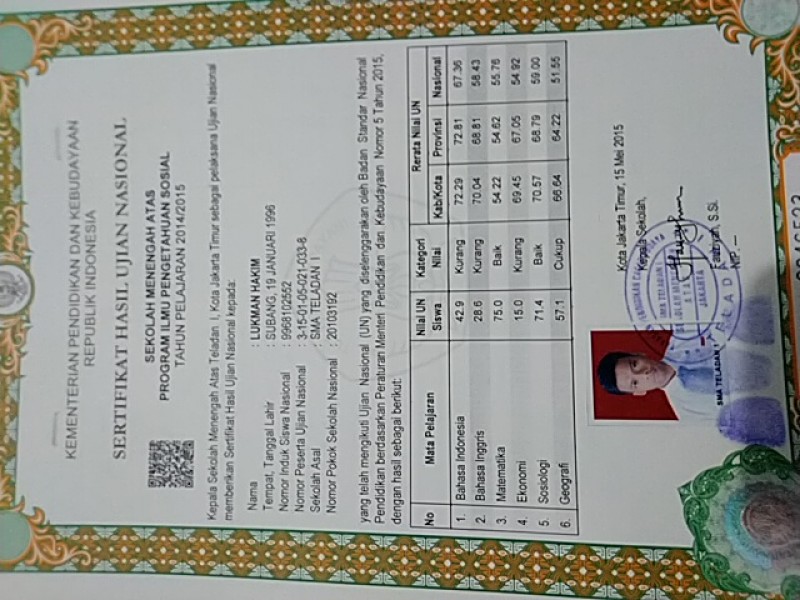 KEMENTERIAN PENDIDIKAN DAN KEBUDAYAAN
REPUBLIK INDONESIA
SERTIFIKAT HASIL UJIAN NASIONAL
SEKOLAH MENENGAH ATAS
PROGRAM ILMU PENGETAHUAN SOSIAL
TAHUN PELAJARAN 2014/2015
Kepala Sekolah Menengah Atas Teladan I, Kota Jakarta Timur sebagai pelaksana Ujian Nasional
memberikan Sertifikat Hasil Ujian Nasional kepada:
Nama : LUKMAN HAKIM
Tempat, Tanggal Lahir : SUBANG, 19 JANUARI 1996
Nomor Induk Siswa Nasional : 9968102552
Nomor Peserta Ujian Nasional : 3-15-01-05-021-033-8
Sekolah Asal : SMA TELADAN I
Nomor Pokok Sekolah Nasional : 20103192
yang telah mengikuti Ujian Nasional (UN) yang diselenggarakan oleh Badan Standar Nasional
Pendidikan berdasarkan Peraturan Menteri Pendidikan dan Kebudayaan Nomor 5 Tahun 2015,
dengan hasil sebagai berikut:
No Mata Pelajaran Nilai UN Siswa Kategori Nilai Rerata Nilai UN
Kab/Kota Provinsi Nasional
1. Bahasa Indonesia 42.9 Kurang 72.29 72.81 67.36
2. Bahasa Inggris 28.6 Kurang 70.04 68.81 58.43
3. Matematika 75.0 Baik 54.22 54.62 55.76
4. Ekonomi 15.0 Kurang 69.45 67.05 54.92
5. Sosiologi 71.4 Baik 70.57 68.79 59.00
6. Geografi 57.1 Cukup 66.64 64.22 51.55
Kota Jakarta Timur, 15 Mei 2015
Kepala Sekolah,
S.Si.
NIP. ---
SMA TELADAN I
JAKARTA